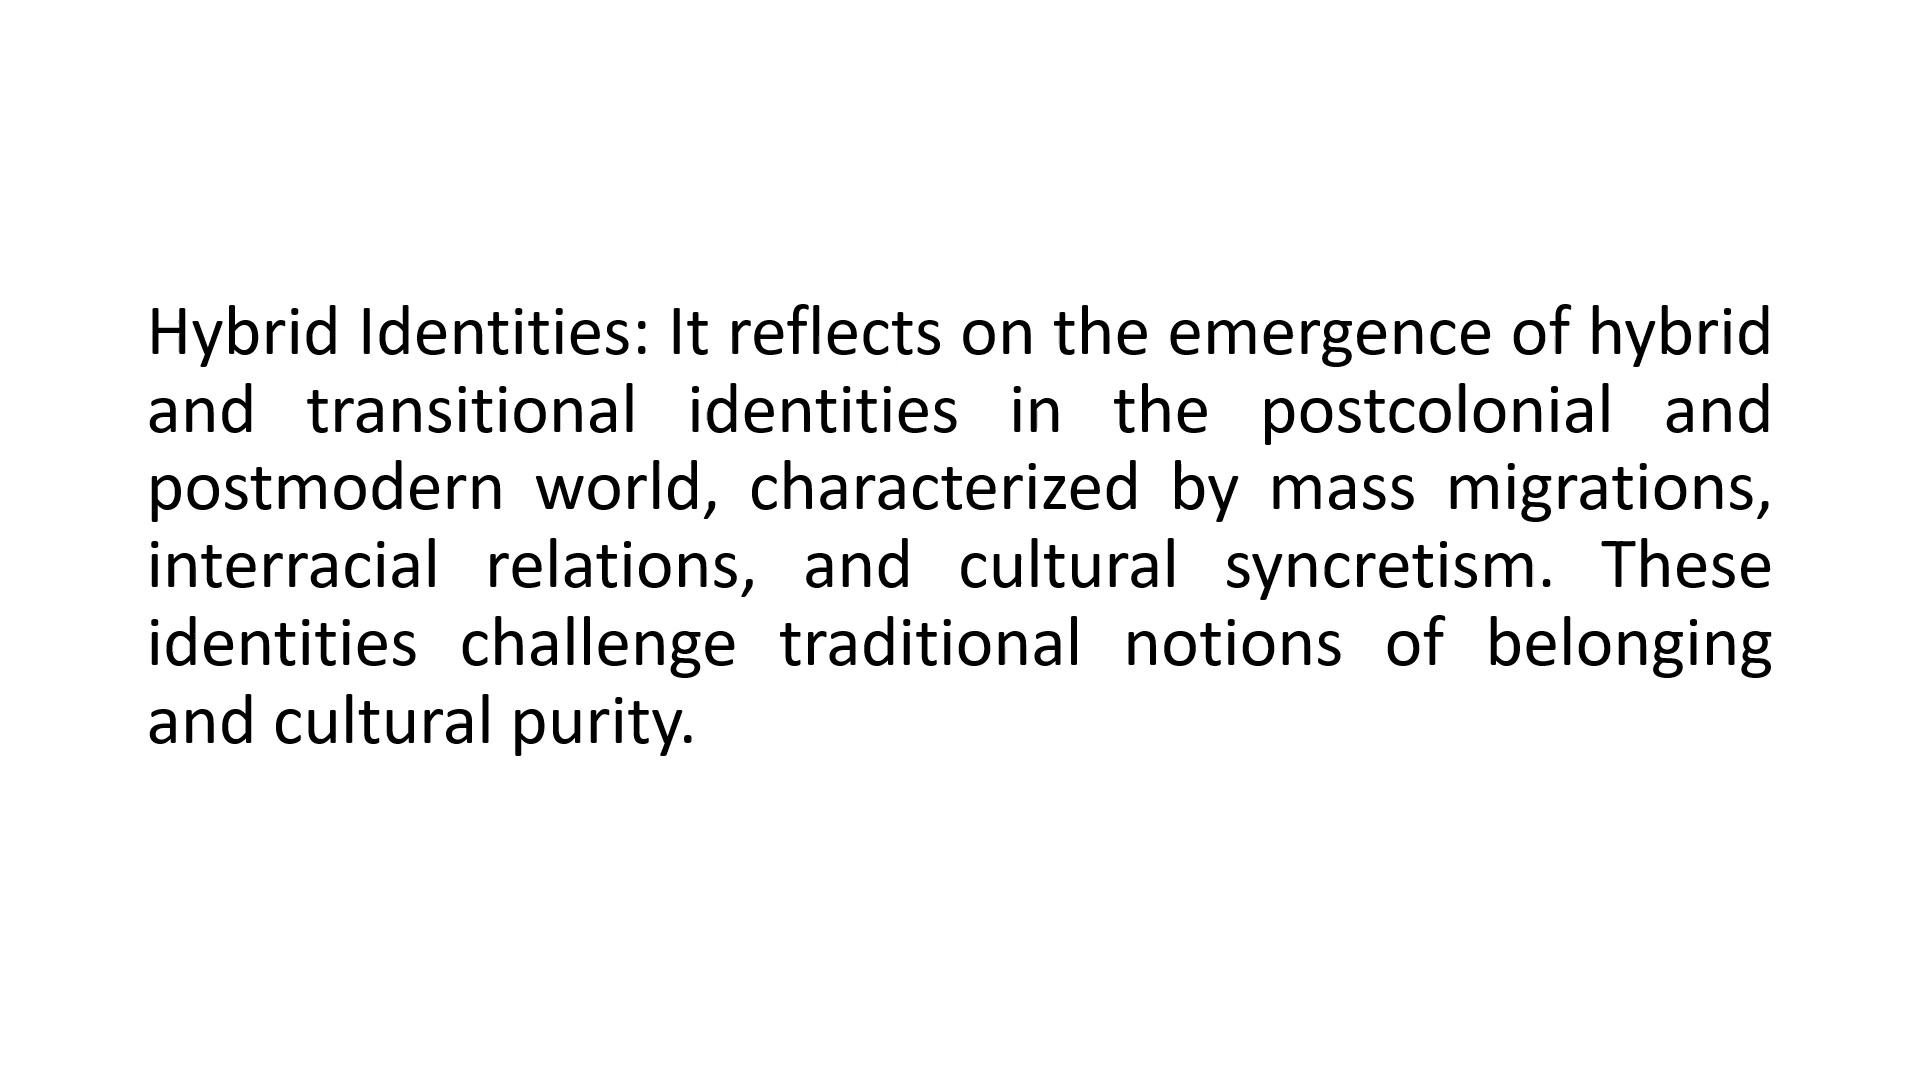 Hybrid Identities: It reflects on the emergence of hybrid
and transitional identities in the postcolonial and
postmodern world, characterized by mass migrations,
interracial relations, and cultural syncretism. These
identities challenge traditional notions of belonging
and cultural purity.